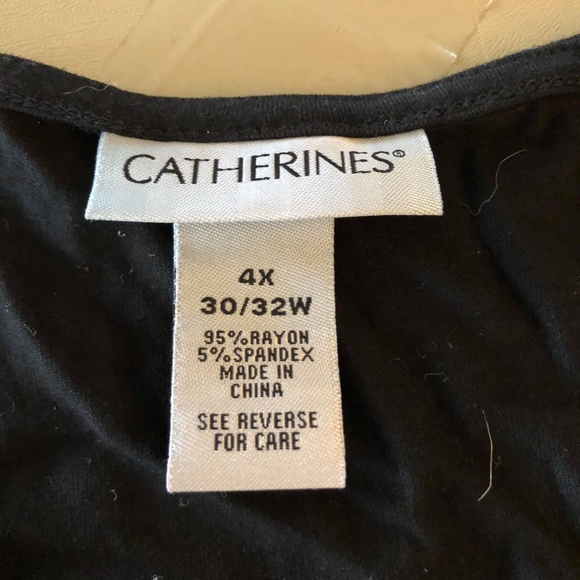 CATHERINES®
4X
30/32W
95%RAYON
5%SPANDEX
MADE IN
CHINA
SEE REVERSE
FOR CARE